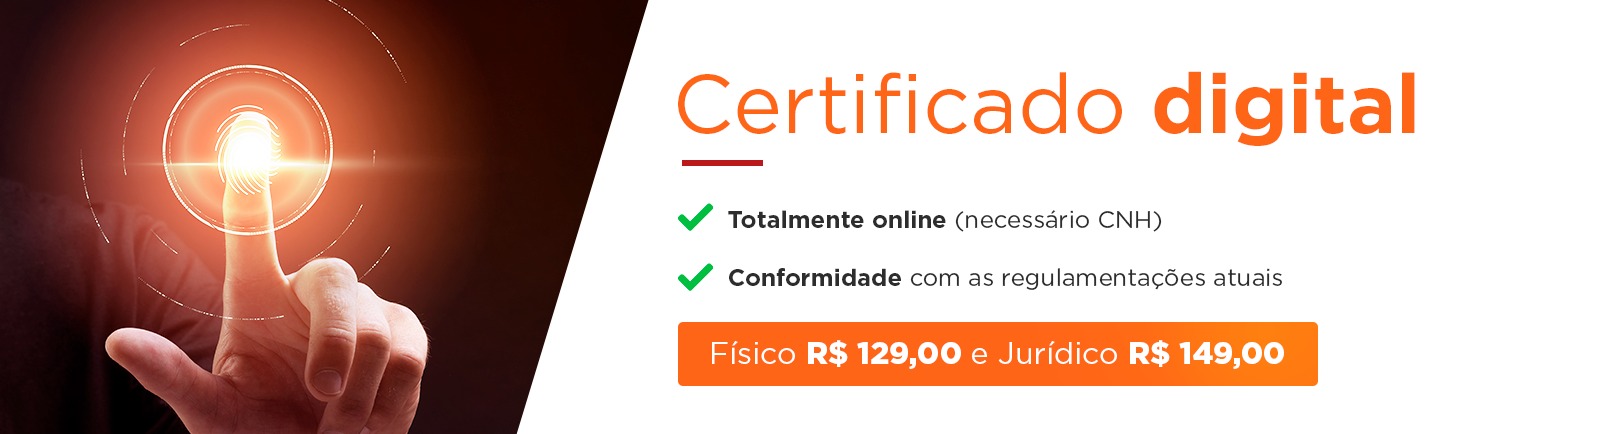 Certificado digital
Totalmente online (necessário CNH)
Conformidade com as regulamentações atuais
Físico R$ 129,00 e Jurídico R$ 149,00